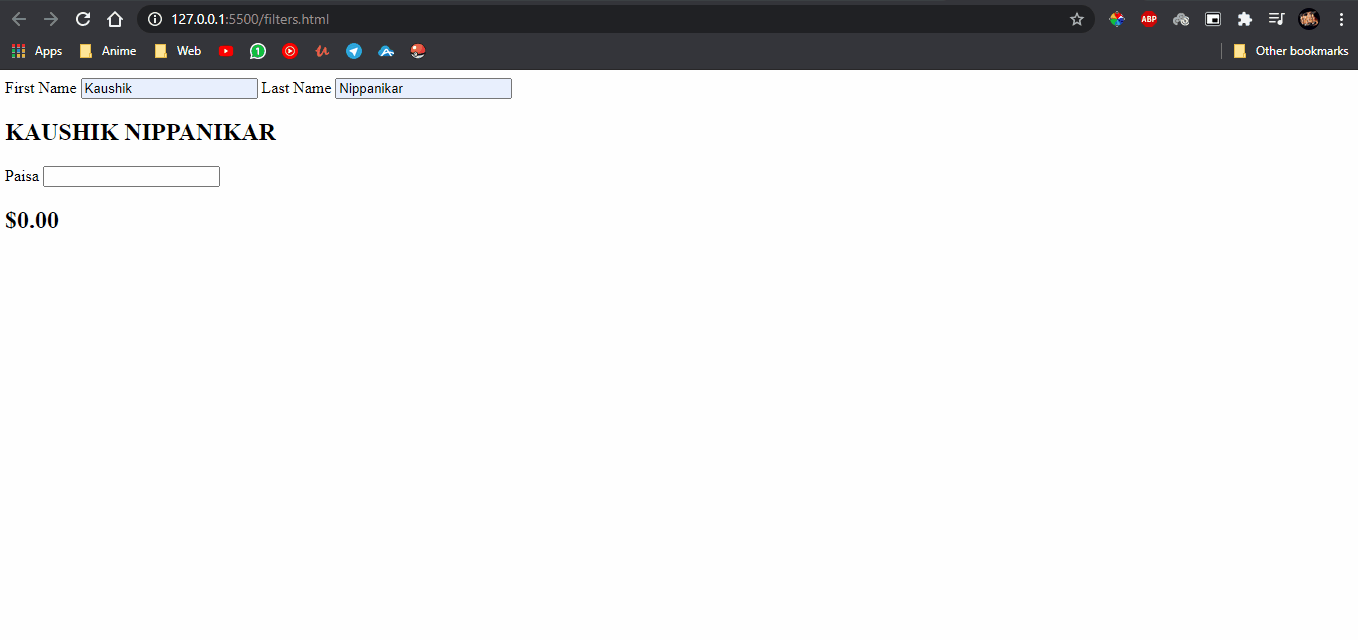 127.0.0.1:5500/filters.html
ABP
Apps Anime Web 1 Other bookmarks
First Name Kaushik Last Name Nippanikar
KAUSHIK NIPPANIKAR
Paisa
$0.00